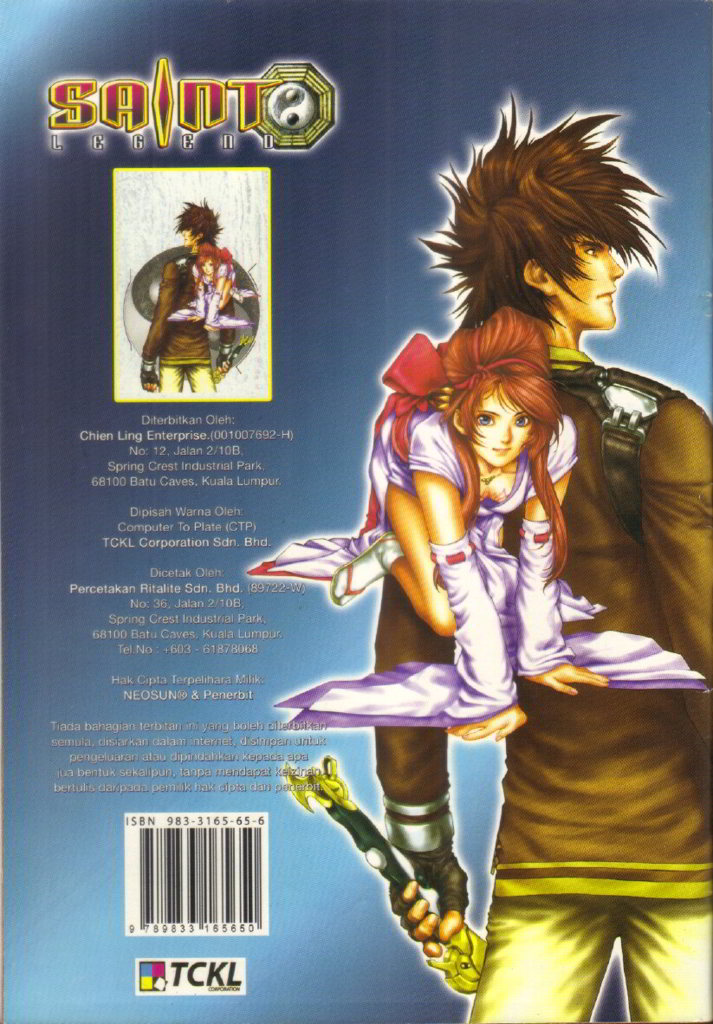 SAINT
LEGEND
Diterbitkan Oleh:
Chien Ling Enterprise.(001007692-H)
No: 12, Jalan 2/10B,
Spring Crest Industrial Park,
68100 Batu Caves, Kuala Lumpur.
Dipisah Warna Oleh:
Computer To Plate (CTP)
TCKL Corporation Sdn. Bhd.
Dicetak Oleh:
Percetakan Ritalite Sdn. Bhd. (89722-W)
No: 36, Jalan 2/10B,
Spring Crest Industrial Park,
68100 Batu Caves, Kuala Lumpur.
Tel.No.: +603 - 61878068
Hak Cipta Terpelihara Milik:
NEOSUN® & Penerbit
Tiada bahagian terbitan ini yang boleh diterbitkan
semula, disiarkan dalam internet, disimpan untuk
pengeluaran atau dipindahkan kepada apa
jua bentuk sekalipun, tanpa mendapat keizinan
bertulis daripada pemilik hak cipta dan penerbit.
ISBN 983-3165-65-6
9 789833 165650
TCKL
CORPORATION